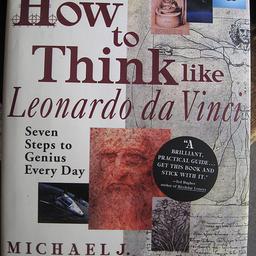 How
to
Think like
Leonardo da Vinci
Seven
Steps to
Genius
Every Day
"A
BRILLIANT,
PRACTICAL GUIDE...
GET THIS BOOK AND
STICK WITH IT."
MICHAEL J.